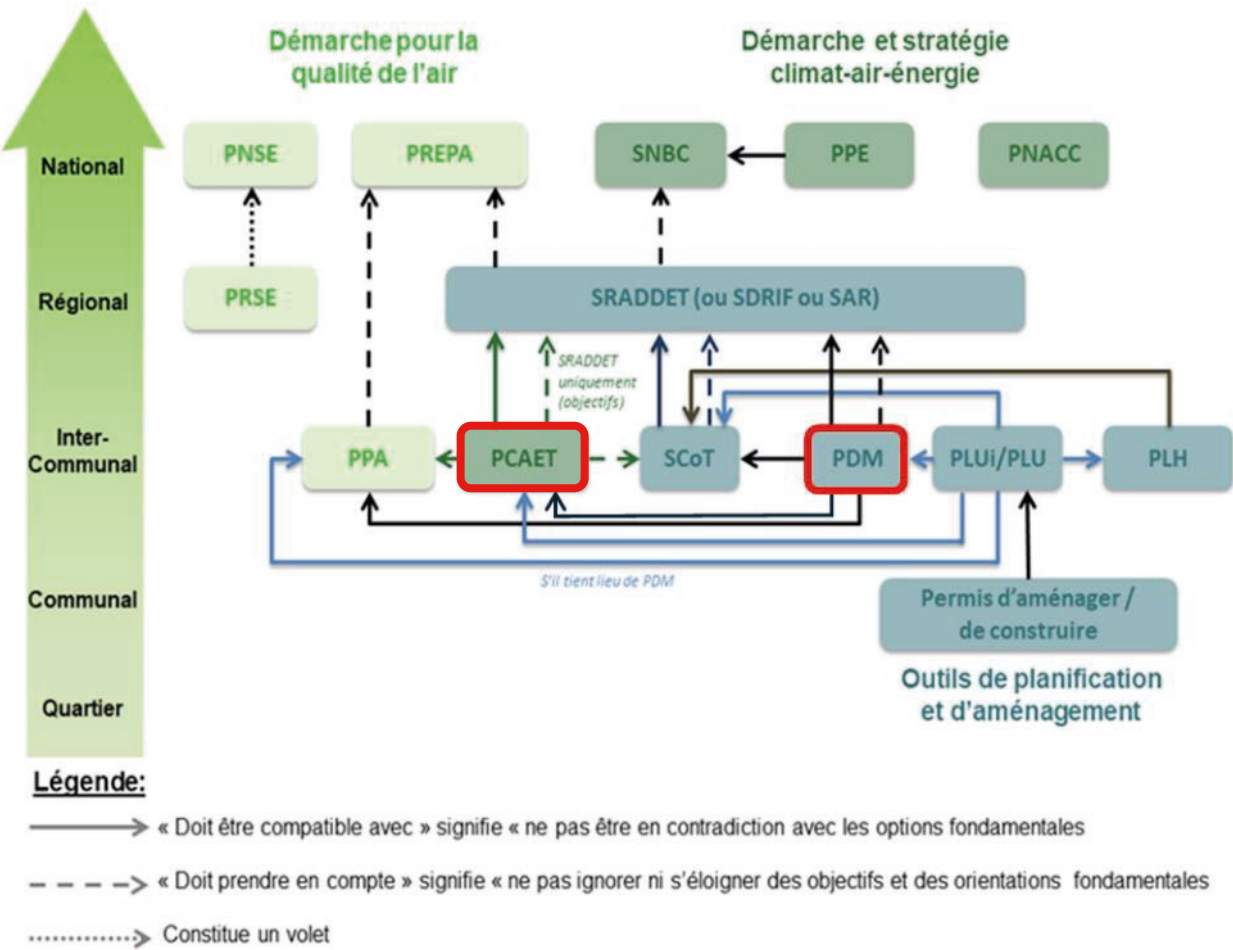 Démarche pour la
qualité de l'air
Démarche et stratégie
climat-air-énergie
National
PNSE
PREPA
SNBC
PPE
PNACC
Régional
PRSE
SRADDET (ou SDRIF ou SAR)
SRADDET
uniquement
(objectifs)
Inter-
Communal
PPA
PCAET
SCoT
PDM
PLUi/PLU
PLH
S'il tient lieu de PDM
Communal
Permis d'aménager /
de construire
Quartier
Outils de planification
et d'aménagement
Légende:
« Doit être compatible avec » signifie « ne pas être en contradiction avec les options fondamentales
« Doit prendre en compte » signifie « ne pas ignorer ni s'éloigner des objectifs et des orientations fondamentales
Constitue un volet